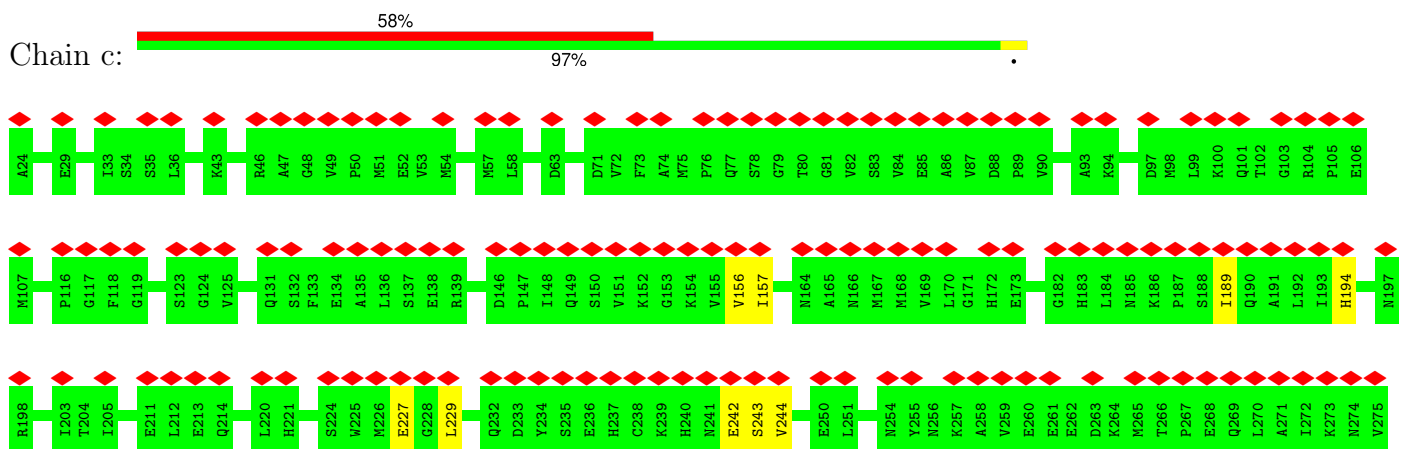 58%
Chain c:
97%
•
A24 E29 I33 S34 S35 L36 K43 R46 A47 G48 V49 P50 M51 E52 V53 M54 M57 L58 D63 D71 V72 F73 A74 M75 P76 Q77 S78 G79 T80 G81 V82 S83 V84 E85 A86 V87 D88 P89 V90 A93 K94 D97 M98 L99 K100 Q101 T102 G103 R104 P105 E106
M107 P116 G117 F118 G119 S123 G124 V125 Q131 S132 F133 E134 A135 L136 S137 E138 R139 D146 P147 I148 Q149 S150 V151 K152 G153 K154 V155 V156 I157 N164 A165 N166 M167 M168 V169 L170 G171 H172 E173 G182 H183 L184 N185 K186 P187 S188 I189 Q190 A191 L192 I193 H194 N197
R198 I203 T204 I205 E211 L212 E213 Q214 L220 H221 S224 W225 M226 E227 G228 L229 Q232 D233 Y234 S235 E236 H237 C238 K239 H240 N241 E242 S243 V244 E250 L251 N254 Y255 N256 K257 A258 V259 E260 E261 E262 D263 K264 M265 T266 P267 E268 Q269 L270 A271 I272 K273 N274 V275